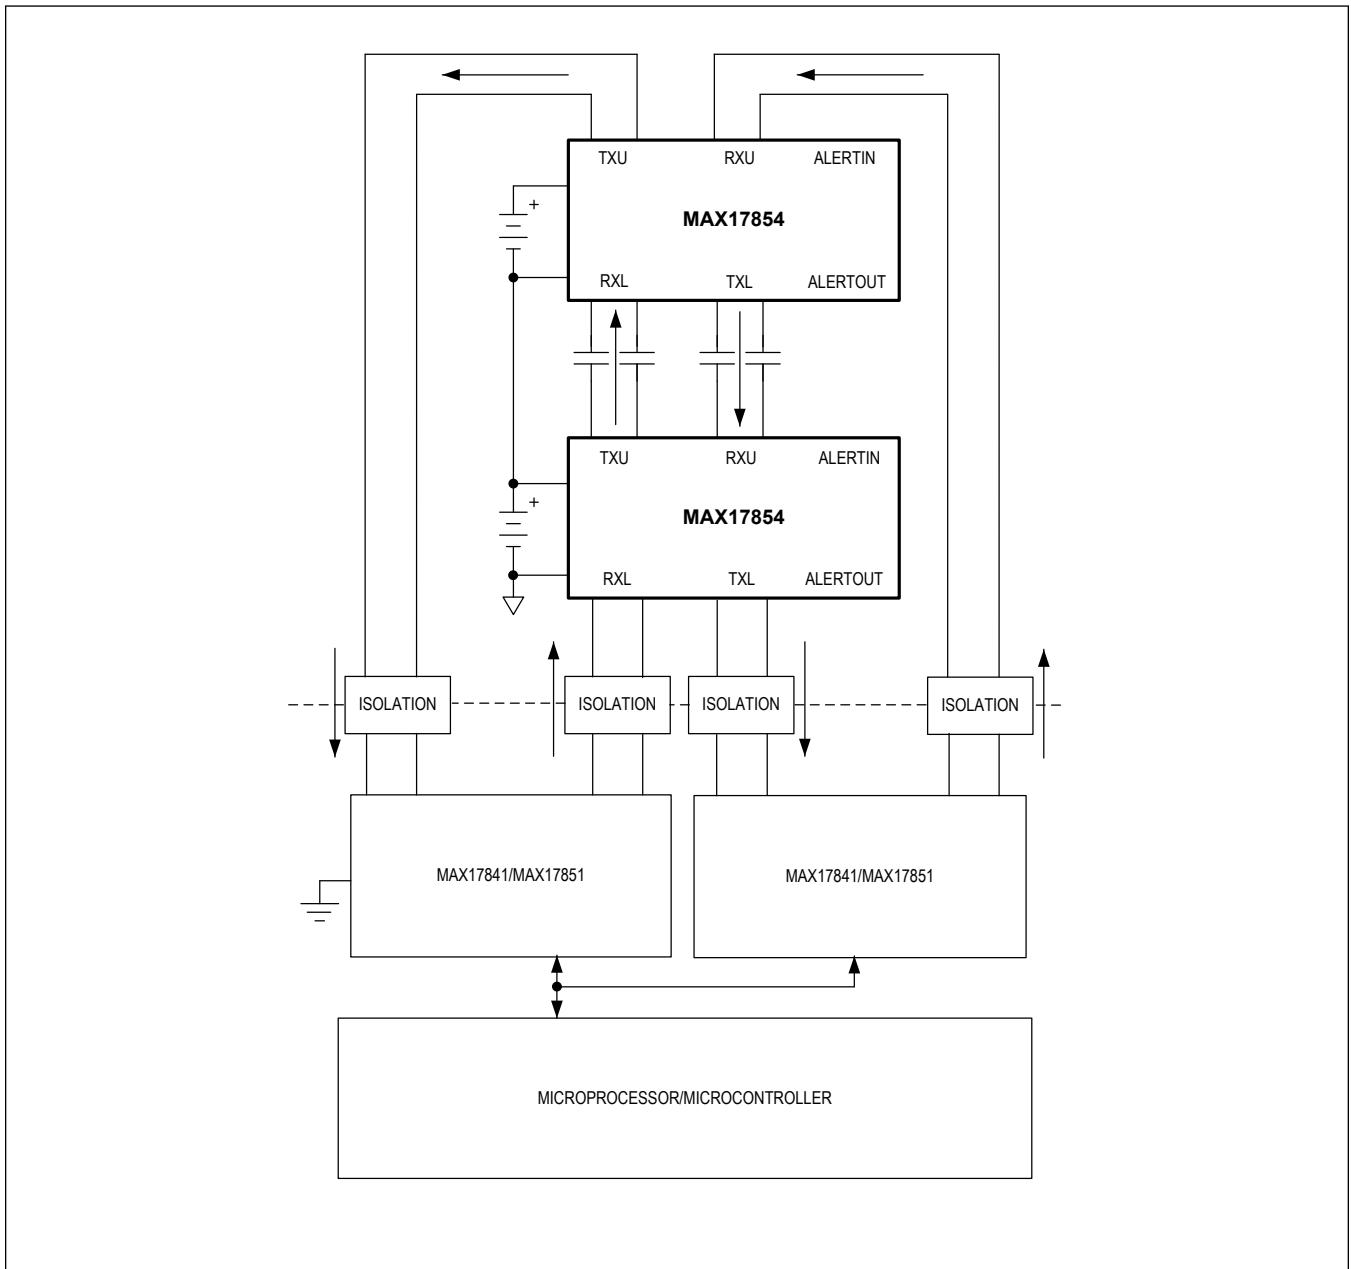 TXU RXU ALERTIN
MAX17854
RXL TXL ALERTOUT
+
TXU RXU ALERTIN
MAX17854
RXL TXL ALERTOUT
+
ISOLATION ISOLATION ISOLATION ISOLATION
MAX17841/MAX17851 MAX17841/MAX17851
MICROPROCESSOR/MICROCONTROLLER